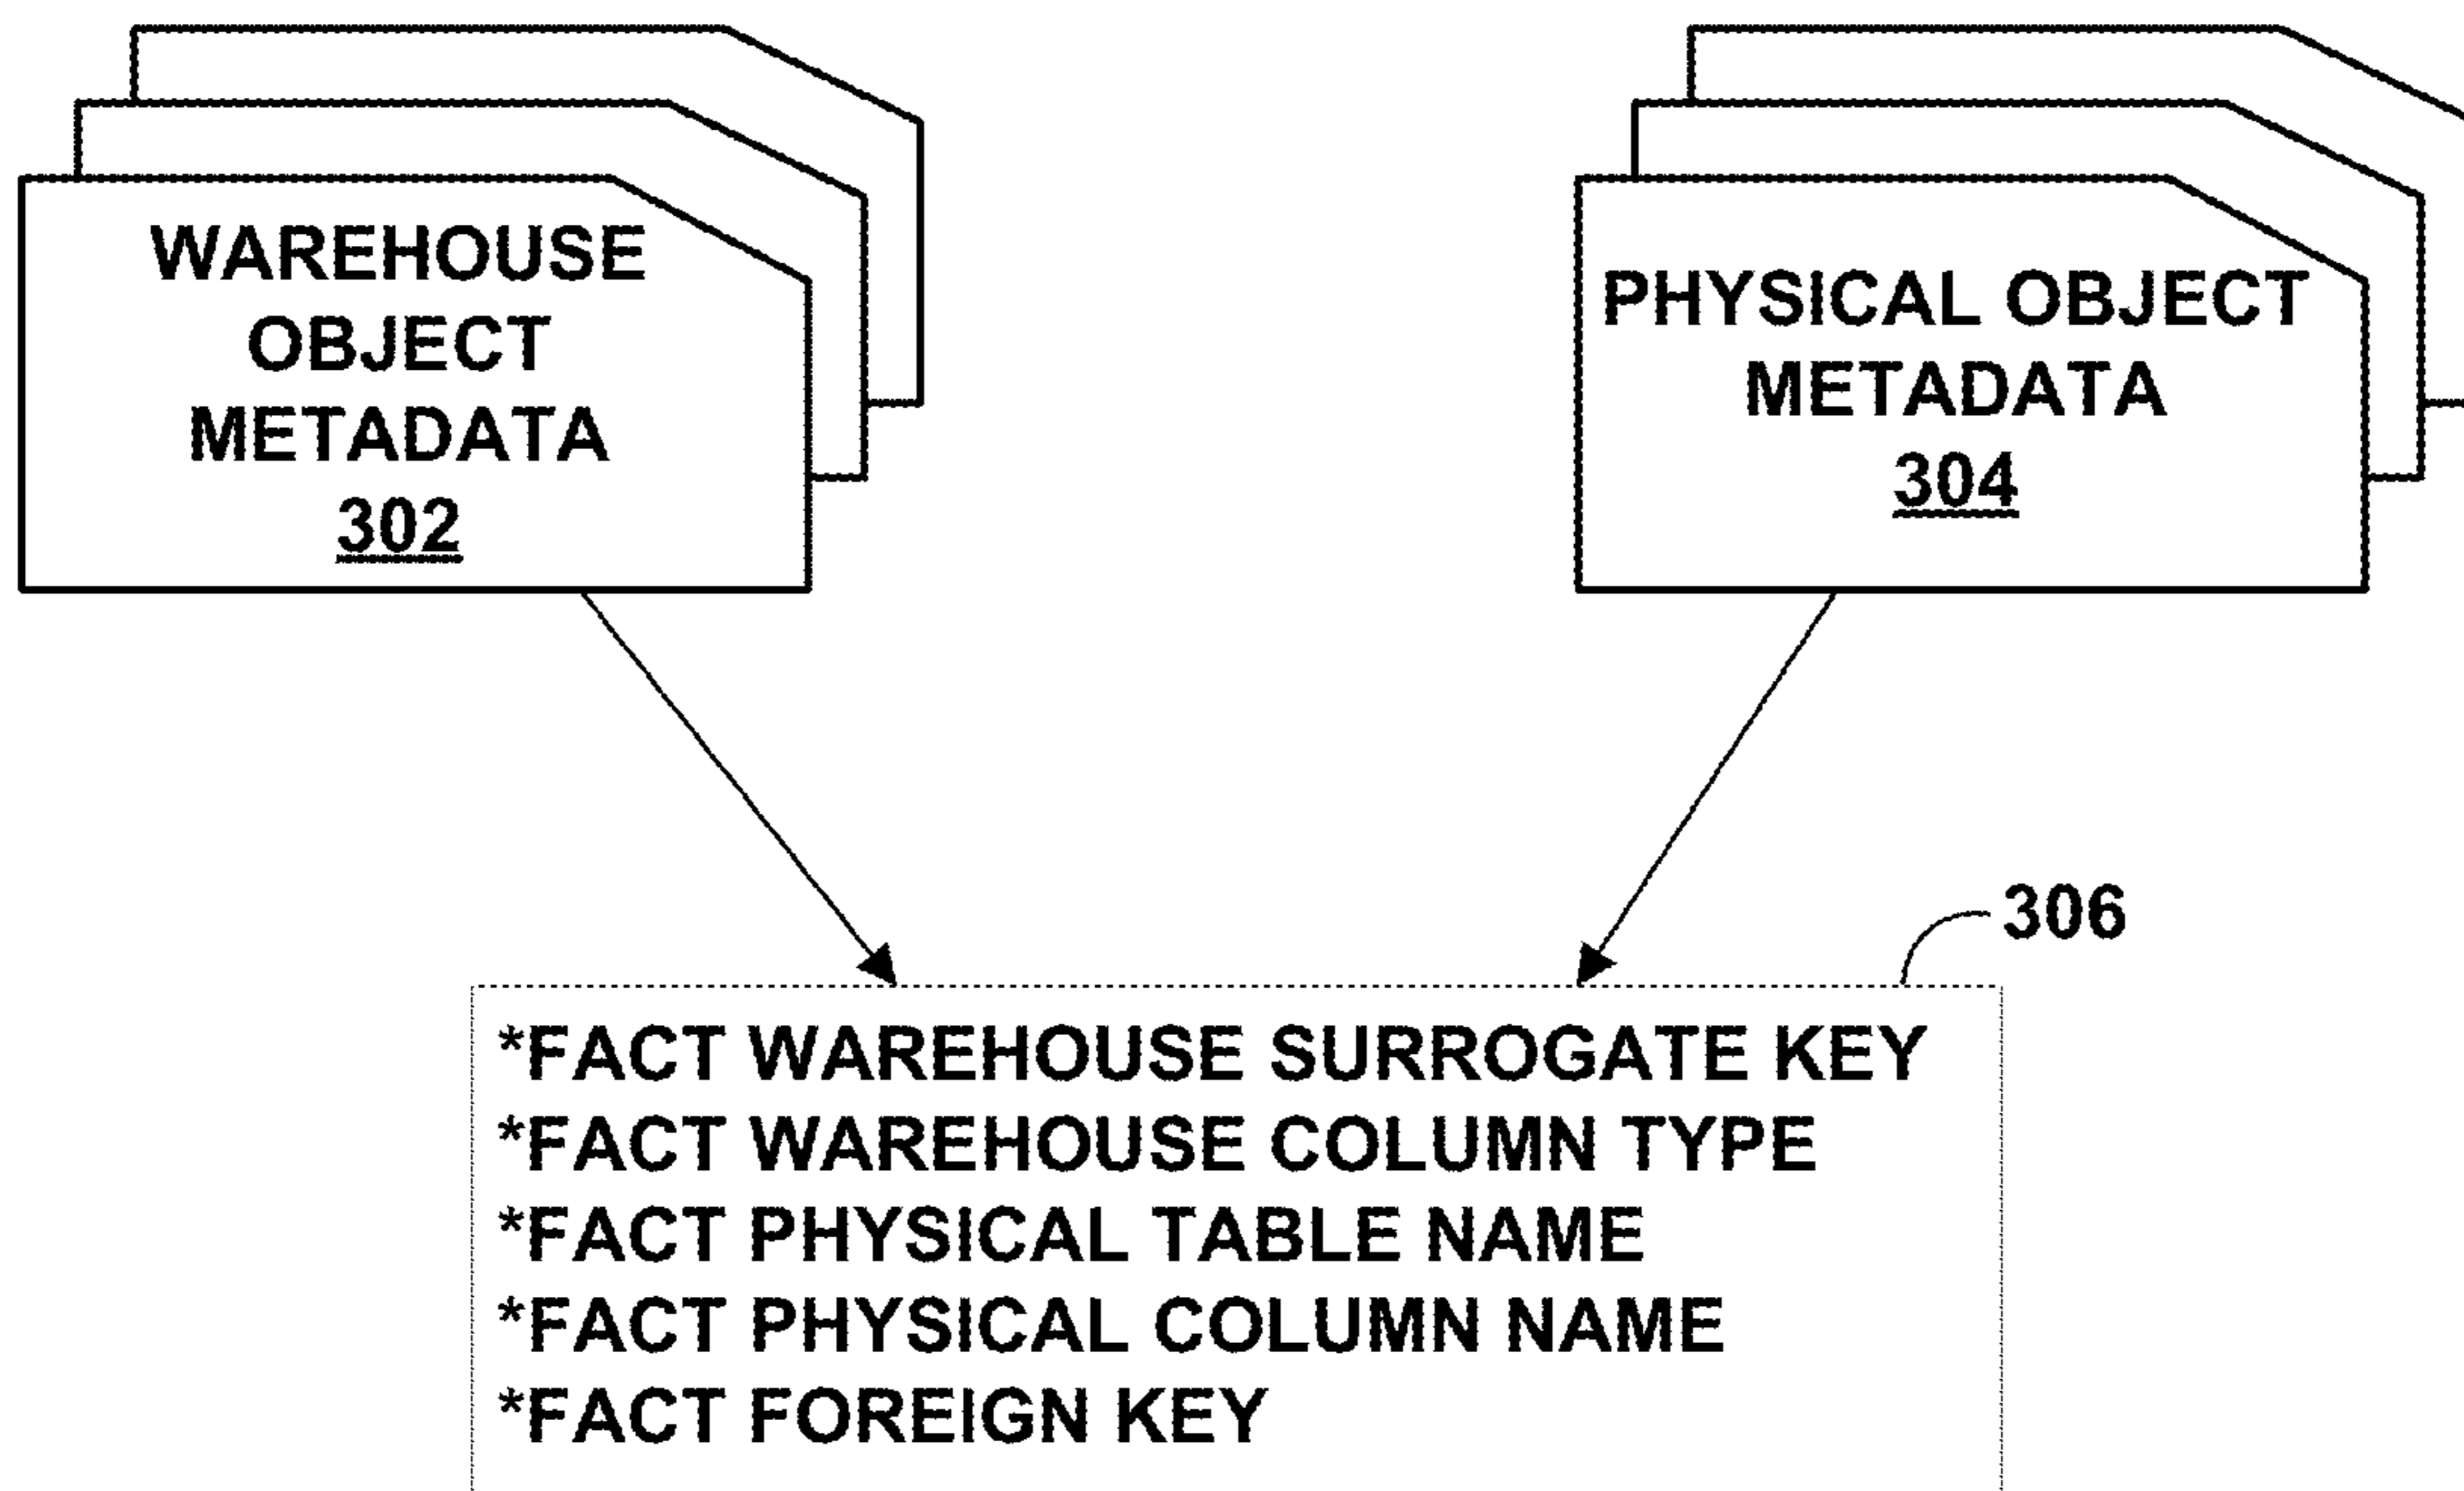 WAREHOUSE
OBJECT
METADATA
302
PHYSICAL OBJECT
METADATA
304
306
*FACT WAREHOUSE SURROGATE KEY
*FACT WAREHOUSE COLUMN TYPE
*FACT PHYSICAL TABLE NAME
*FACT PHYSICAL COLUMN NAME
*FACT FOREIGN KEY